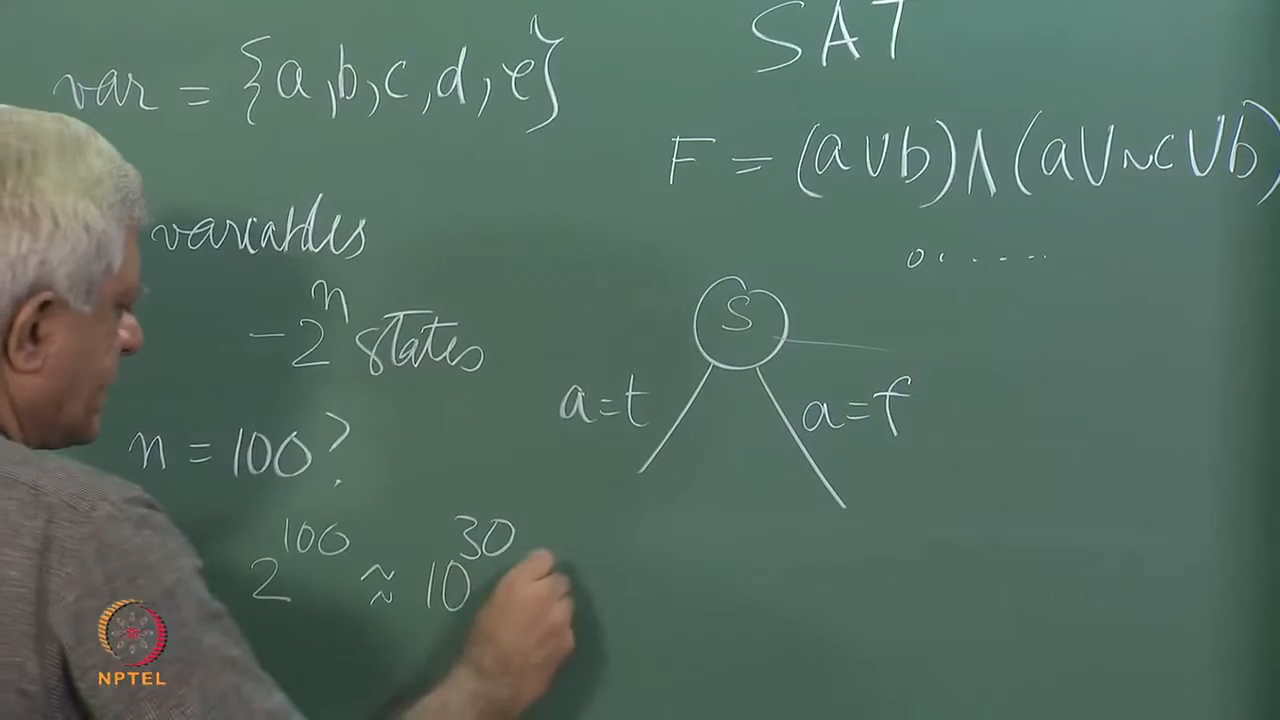 SAT
var = {a,b,c,d,e}
F = (a∨b)∧(a∨~c∨b)
.....
variables
- 2^n states
S
a=t
a=f
n = 100?
2^100 ≈ 10^30
NPTEL